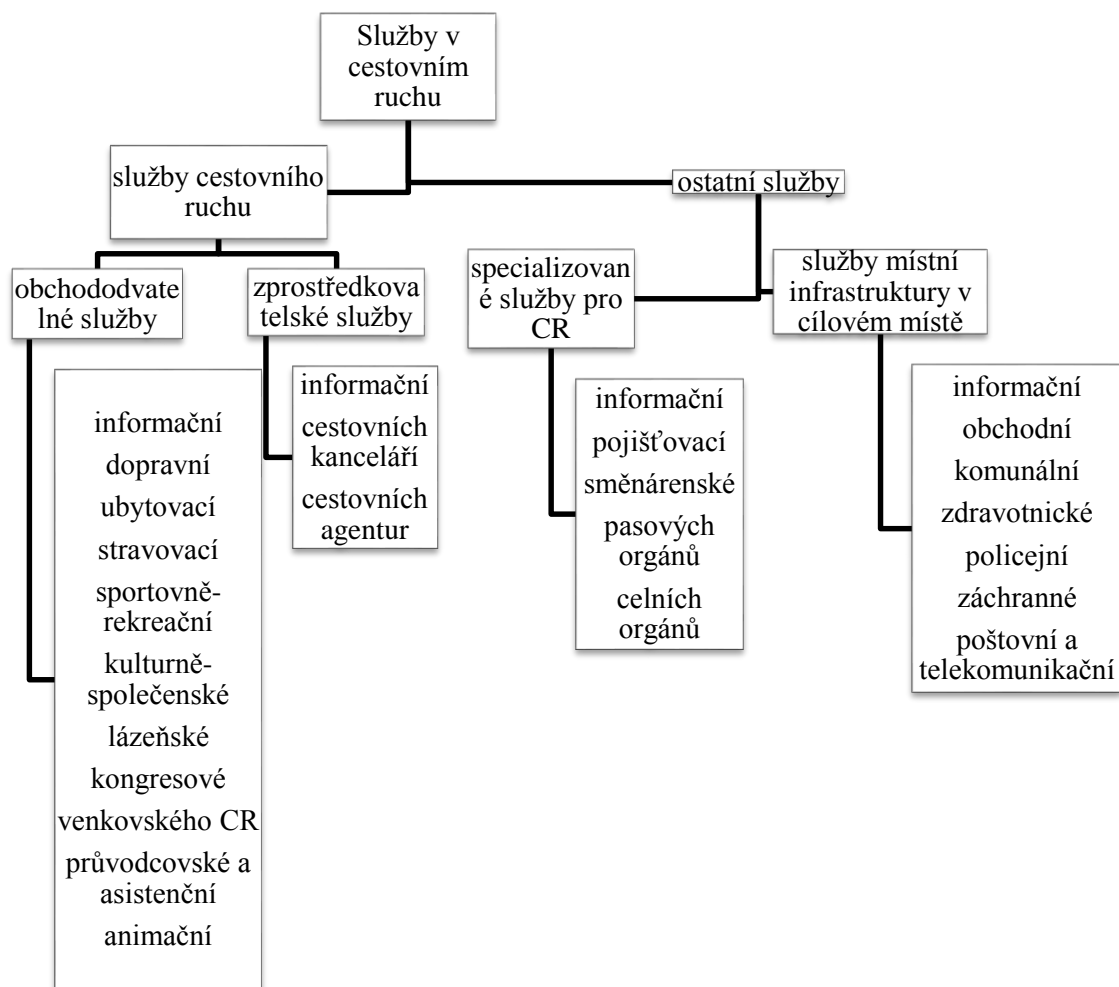 Služby v
cestovním
ruchu
služby cestovního
ruchu
ostatní služby
obchododvate
lné služby
zprostředkova
telské služby
specializovan
é služby pro
CR
služby místní
infrastruktury v
cílovém místě
informační
dopravní
ubytovací
stravovací
sportovně-
rekreační
kulturně-
společenské
lázeňské
kongresové
venkovského CR
průvodcovské a
asistenční
animační
informační
cestovních
kanceláří
cestovních
agentur
informační
pojišťovací
směnárenské
pasových
orgánů
celních
orgánů
informační
obchodní
komunální
zdravotnické
policejní
záchranné
poštovní a
telekomunikační